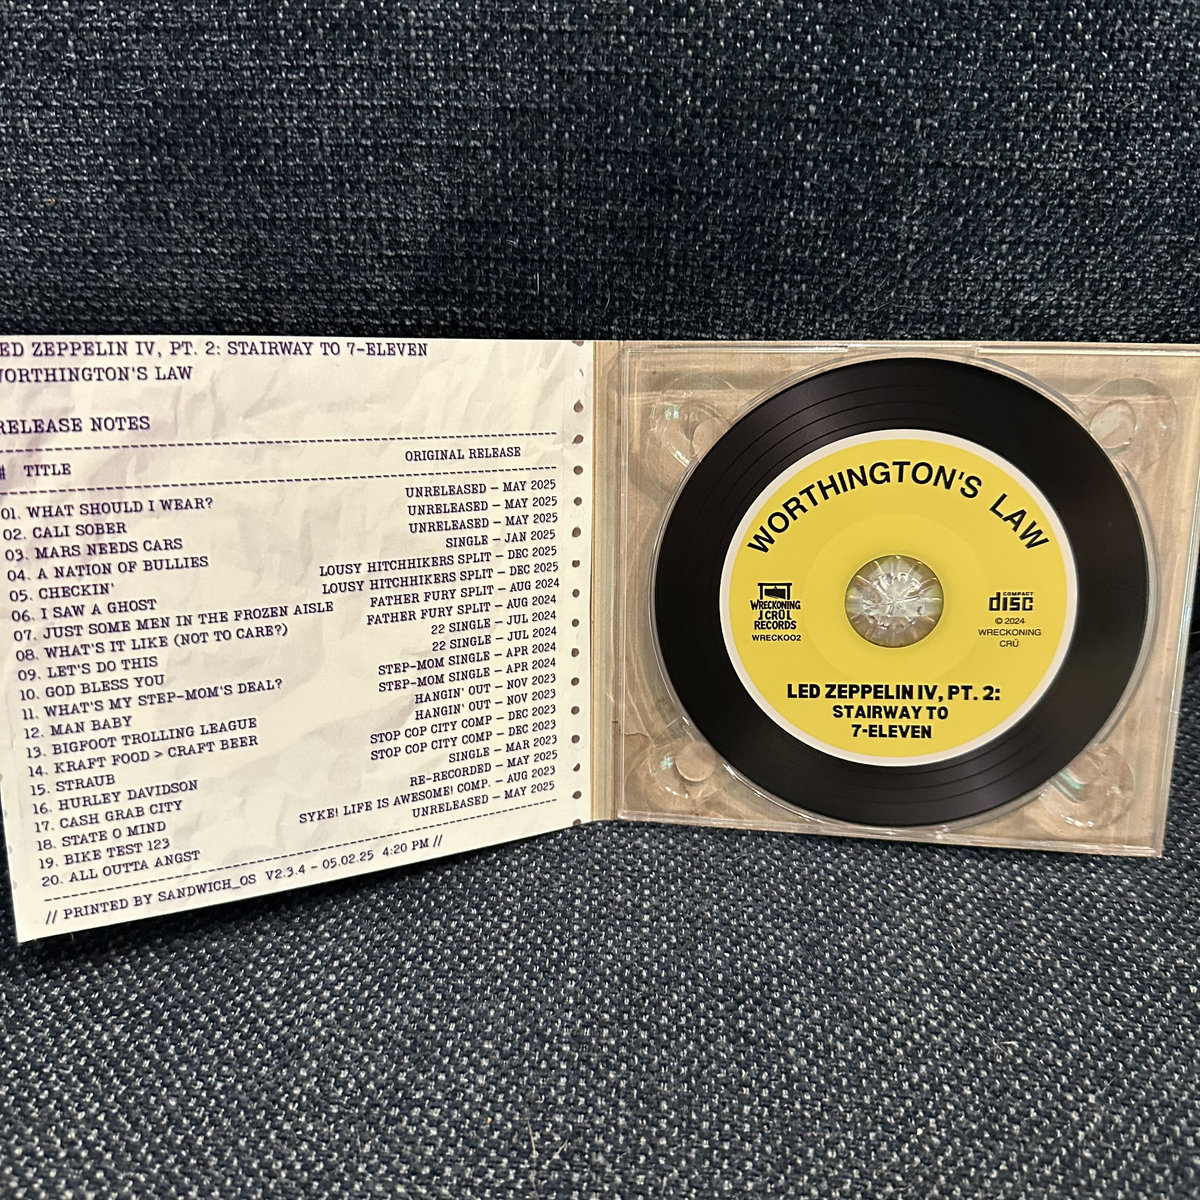 LED ZEPPELIN IV, PT. 2: STAIRWAY TO 7-ELEVEN
WORTHINGTON'S LAW
RELEASE NOTES
# TITLE ORIGINAL RELEASE
01. WHAT SHOULD I WEAR? UNRELEASED – MAY 2025
02. CALI SOBER UNRELEASED – MAY 2025
03. MARS NEEDS CARS UNRELEASED – MAY 2025
04. A NATION OF BULLIES SINGLE – JAN 2025
05. CHECKIN' LOUSY HITCHHIKERS SPLIT – DEC 2025
06. I SAW A GHOST LOUSY HITCHHIKERS SPLIT – DEC 2025
07. JUST SOME MEN IN THE FROZEN AISLE FATHER FURY SPLIT – AUG 2024
08. WHAT'S IT LIKE (NOT TO CARE?) FATHER FURY SPLIT – AUG 2024
09. LET'S DO THIS 22 SINGLE – JUL 2024
10. GOD BLESS YOU 22 SINGLE – JUL 2024
11. WHAT'S MY STEP-MOM'S DEAL? STEP-MOM SINGLE – APR 2024
12. MAN BABY STEP-MOM SINGLE – APR 2024
13. BIGFOOT TROLLING LEAGUE HANGIN' OUT – NOV 2023
14. KRAFT FOOD > CRAFT BEER HANGIN' OUT – NOV 2023
15. STRAUB STOP COP CITY COMP – DEC 2023
16. HURLEY DAVIDSON STOP COP CITY COMP – DEC 2023
17. CASH GRAB CITY SINGLE – MAR 2023
18. STATE O MIND RE-RECORDED – MAY 2025
19. BIKE TEST 123 SYKE! LIFE IS AWESOME! COMP. – AUG 2023
20. ALL OUTTA ANGST UNRELEASED – MAY 2025
// PRINTED BY SANDWICH_OS V2.3.4 – 05.02.25 4:20 PM //
WORTHINGTON'S LAW
WRECKONING
CRÜ
RECORDS
WRECK002
COMPACT
disc
© 2024
WRECKONING
CRÜ
LED ZEPPELIN IV, PT. 2:
STAIRWAY TO
7-ELEVEN